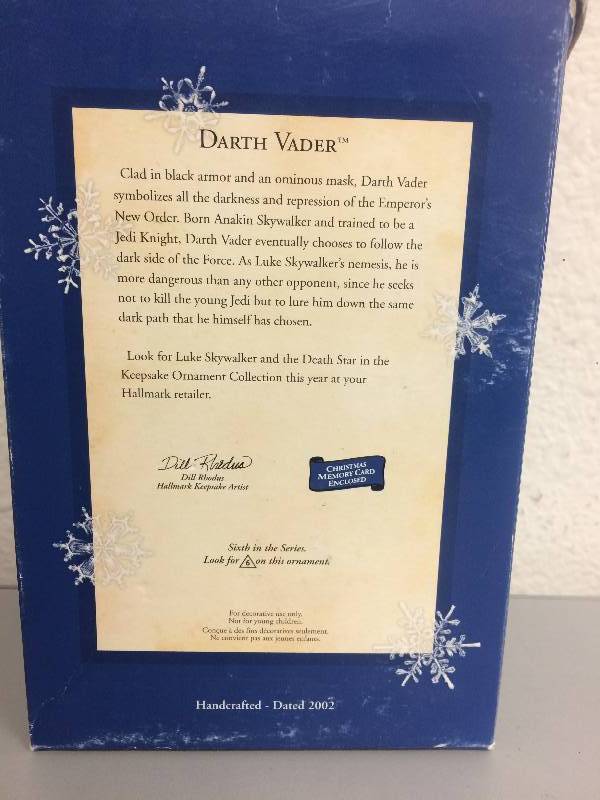 DARTH VADER™
Clad in black armor and an ominous mask, Darth Vader
symbolizes all the darkness and repression of the Emperor's
New Order. Born Anakin Skywalker and trained to be a
Jedi Knight, Darth Vader eventually chooses to follow the
dark side of the Force. As Luke Skywalker's nemesis, he is
more dangerous than any other opponent, since he seeks
not to kill the young Jedi but to lure him down the same
dark path that he himself has chosen.
Look for Luke Skywalker and the Death Star in the
Keepsake Ornament Collection this year at your
Hallmark retailer.
Dill Rhodus
Dill Rhodus
Hallmark Keepsake Artist
CHRISTMAS
MEMORY CARD
ENCLOSED
Sixth in the Series.
Look for 6 on this ornament.
For decorative use only.
Not for young children.
Conçue à des fins décoratives seulement.
Ne convient pas aux jeunes enfants.
Handcrafted - Dated 2002